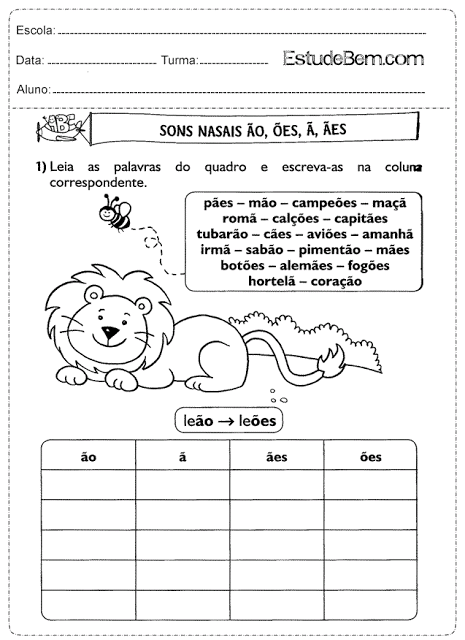 Escola:
EstudeBem.com
Data: Turma:
Aluno:
ABC
SONS NASAIS ÃO, ÕES, Ã, ÃES
1) Leia as palavras do quadro e escreva-as na coluna
correspondente.
pães – mão – campeões – maçã
romã – calções – capitães
tubarão – cães – aviões – amanhã
irmã – sabão – pimentão – mães
botões – alemães – fogões
hortelã – coração
leão → leões
ão ã ães ões